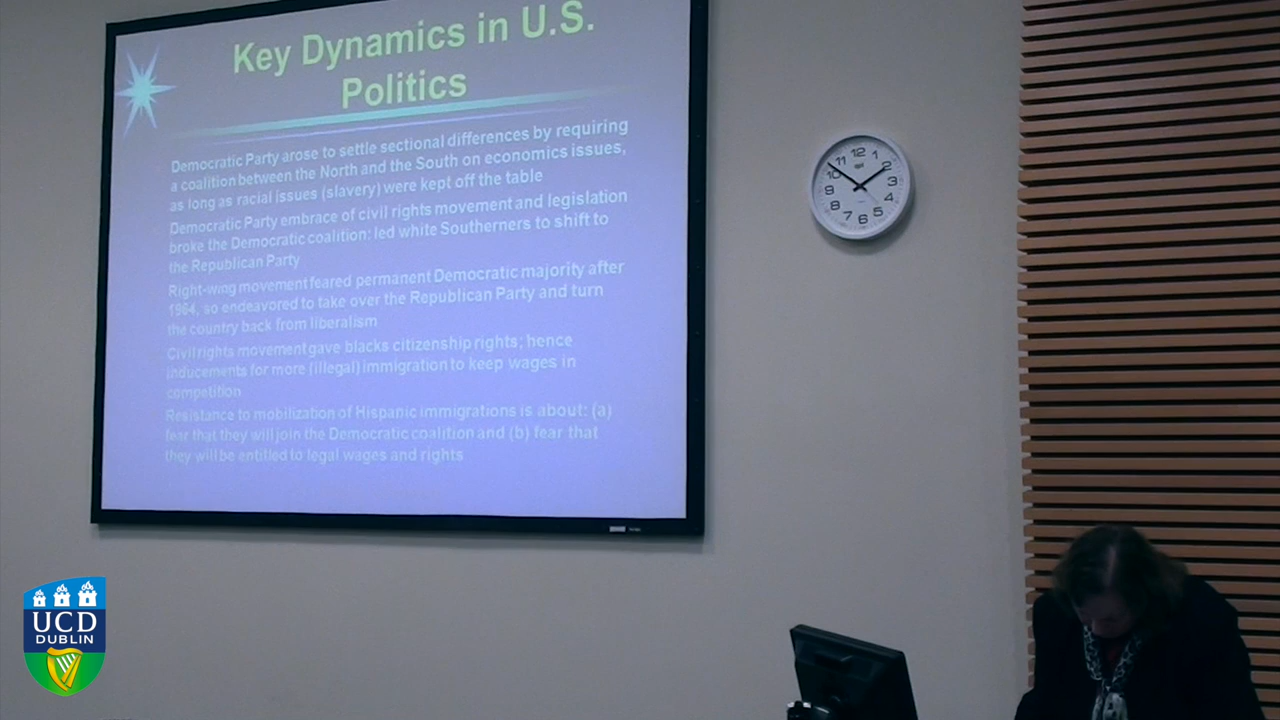 Key Dynamics in U.S.
Politics
Democratic Party arose to settle sectional differences by requiring
a coalition between the North and the South on economics issues,
as long as racial issues (slavery) were kept off the table
Democratic Party embrace of civil rights movement and legislation
broke the Democratic coalition: led white Southerners to shift to
the Republican Party
Right-wing movement feared permanent Democratic majority after
1964, so endeavored to take over the Republican Party and turn
the country back from liberalism
Civil rights movement gave blacks citizenship rights; hence
inducements for more (illegal) immigration to keep wages in
competition
Resistance to mobilization of Hispanic immigrations is about: (a)
fear that they will join the Democratic coalition and (b) fear that
they will be entitled to legal wages and rights
12
1
2
3
4
5
6
7
8
9
10
11
UCD
DUBLIN